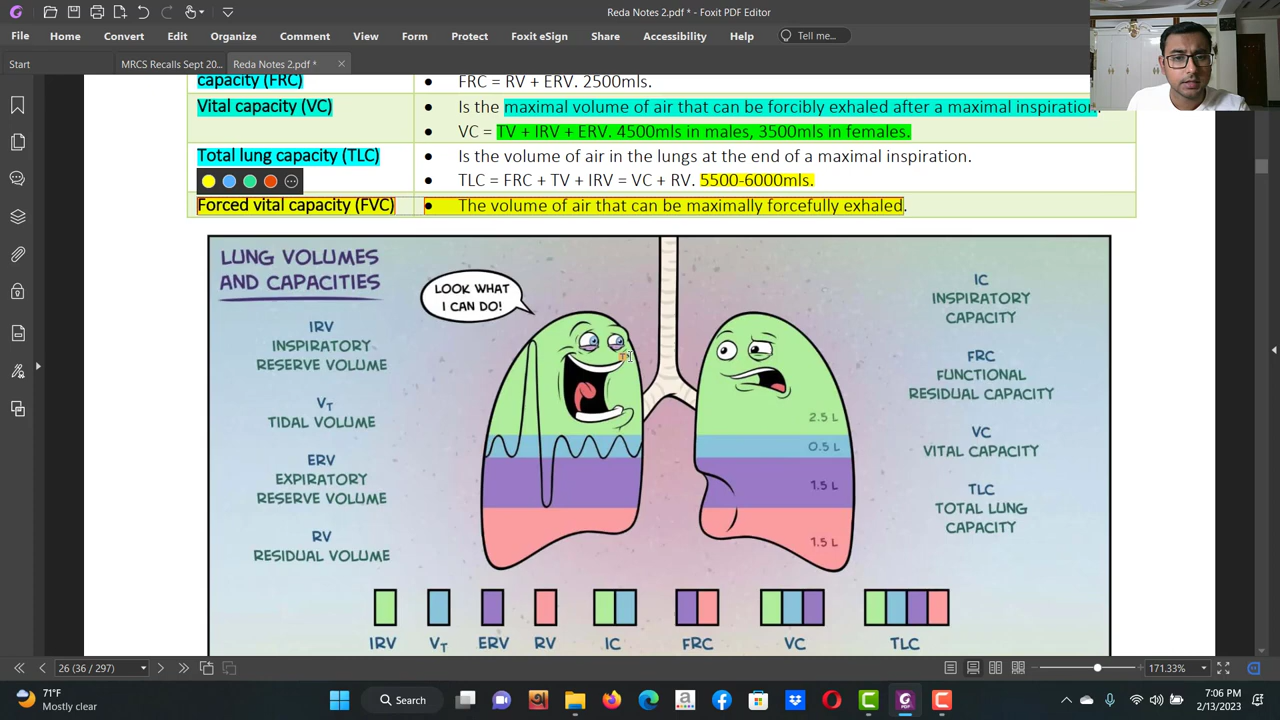 Reda Notes 2.pdf * - Foxit PDF Editor
File Home Convert Edit Organize Comment View Form Protect Foxit eSign Share Accessibility Help Tell me...
Start MRCS Recalls Sept 20... Reda Notes 2.pdf *
capacity (FRC) • FRC = RV + ERV. 2500mls.
Vital capacity (VC) • Is the maximal volume of air that can be forcibly exhaled after a maximal inspiration.
• VC = TV + IRV + ERV. 4500mls in males, 3500mls in females.
Total lung capacity (TLC) • Is the volume of air in the lungs at the end of a maximal inspiration.
• TLC = FRC + TV + IRV = VC + RV. 5500-6000mls.
Forced vital capacity (FVC) • The volume of air that can be maximally forcefully exhaled.
LUNG VOLUMES
AND CAPACITIES
LOOK WHAT
I CAN DO!
IRV
INSPIRATORY
RESERVE VOLUME
VT
TIDAL VOLUME
ERV
EXPIRATORY
RESERVE VOLUME
RV
RESIDUAL VOLUME
2.5 L
0.5 L
1.5 L
1.5 L
IC
INSPIRATORY
CAPACITY
FRC
FUNCTIONAL
RESIDUAL CAPACITY
VC
VITAL CAPACITY
TLC
TOTAL LUNG
CAPACITY
IRV VT ERV RV IC FRC VC TLC
26 (36 / 297) 171.33%
71°F
Mostly clear
Search
7:06 PM
2/13/2023